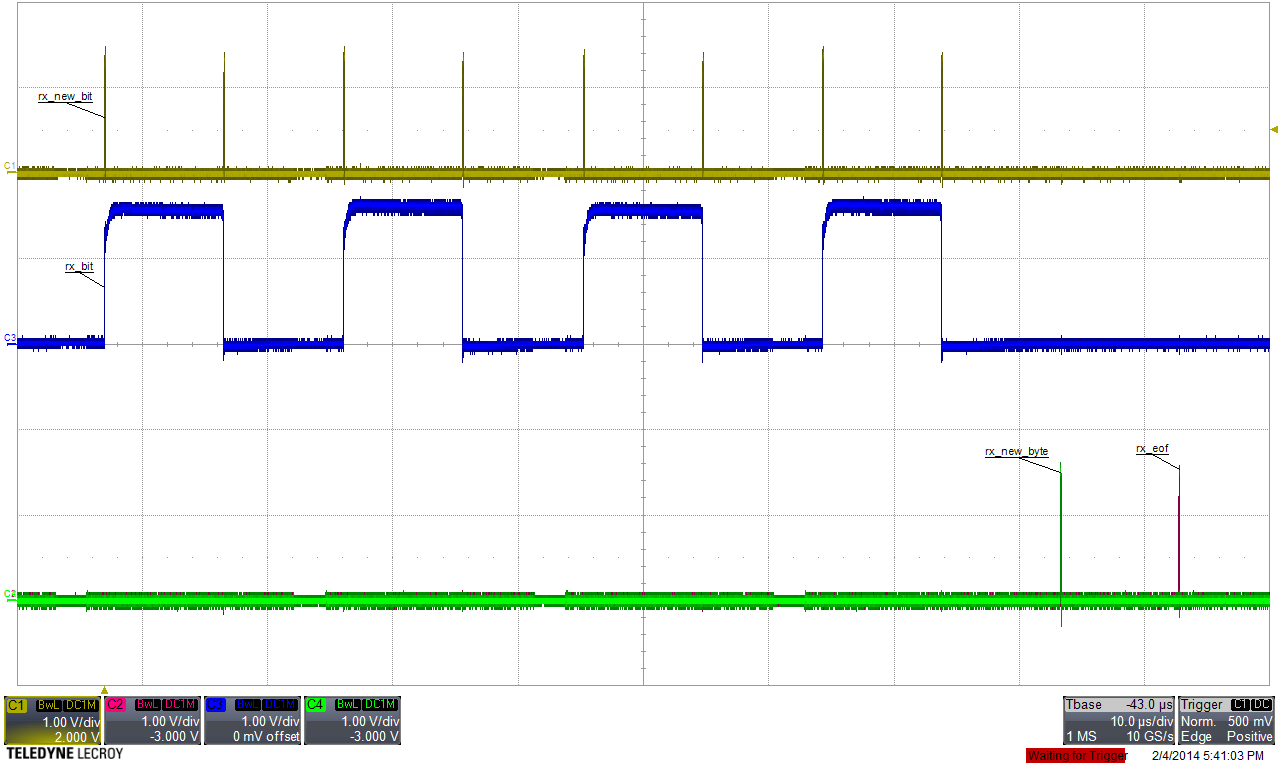 rx_new_bit
C1
rx_bit
C3
rx_new_byte
rx_eof
C1 BwL DC1M
1.00 V/div
2.000 V
C2 BwL DC1M
1.00 V/div
-3.000 V
C3 BwL DC1M
1.00 V/div
0 mV offset
C4 BwL DC1M
1.00 V/div
-3.000 V
Tbase -43.0 µs
10.0 µs/div
1 MS 10 GS/s
Trigger C1 DC
Norm. 500 mV
Edge Positive
TELEDYNE LECROY
Waiting for Trigger
2/4/2014 5:41:03 PM